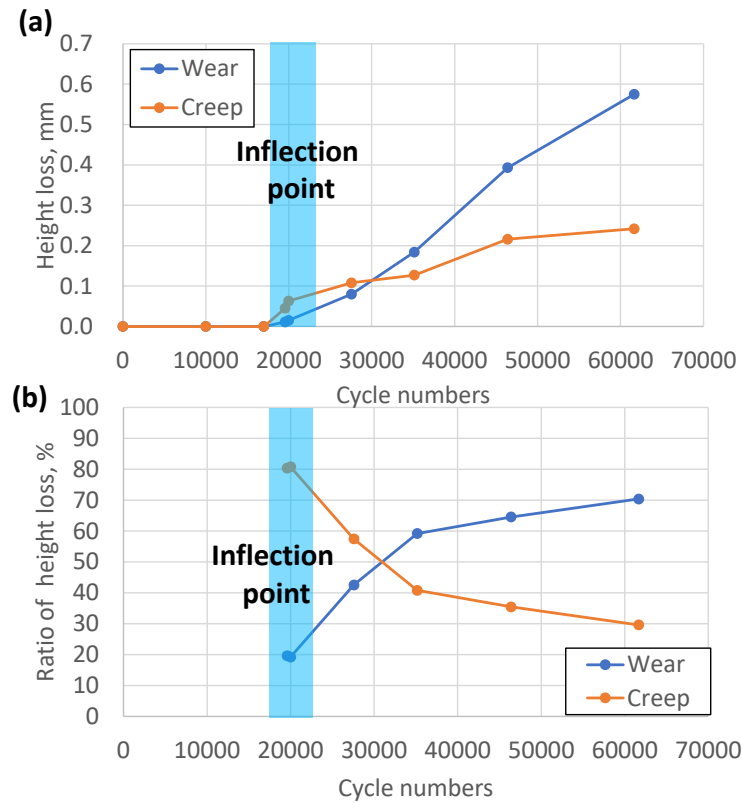 (a)
0.7
0.6
0.5
0.4
0.3
0.2
0.1
0.0
Height loss, mm
Wear
Creep
Inflection
point
0 10000 20000 30000 40000 50000 60000 70000
Cycle numbers
(b)
100
90
80
70
60
50
40
30
20
10
0
Ratio of height loss, %
Inflection
point
Wear
Creep
0 10000 20000 30000 40000 50000 60000 70000
Cycle numbers